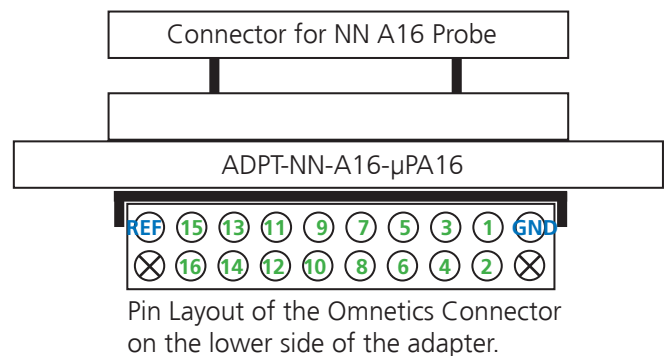 Connector for NN A16 Probe
ADPT-NN-A16-µPA16
REF 15 13 11 9 7 5 3 1 GND
16 14 12 10 8 6 4 2
Pin Layout of the Omnetics Connector
on the lower side of the adapter.